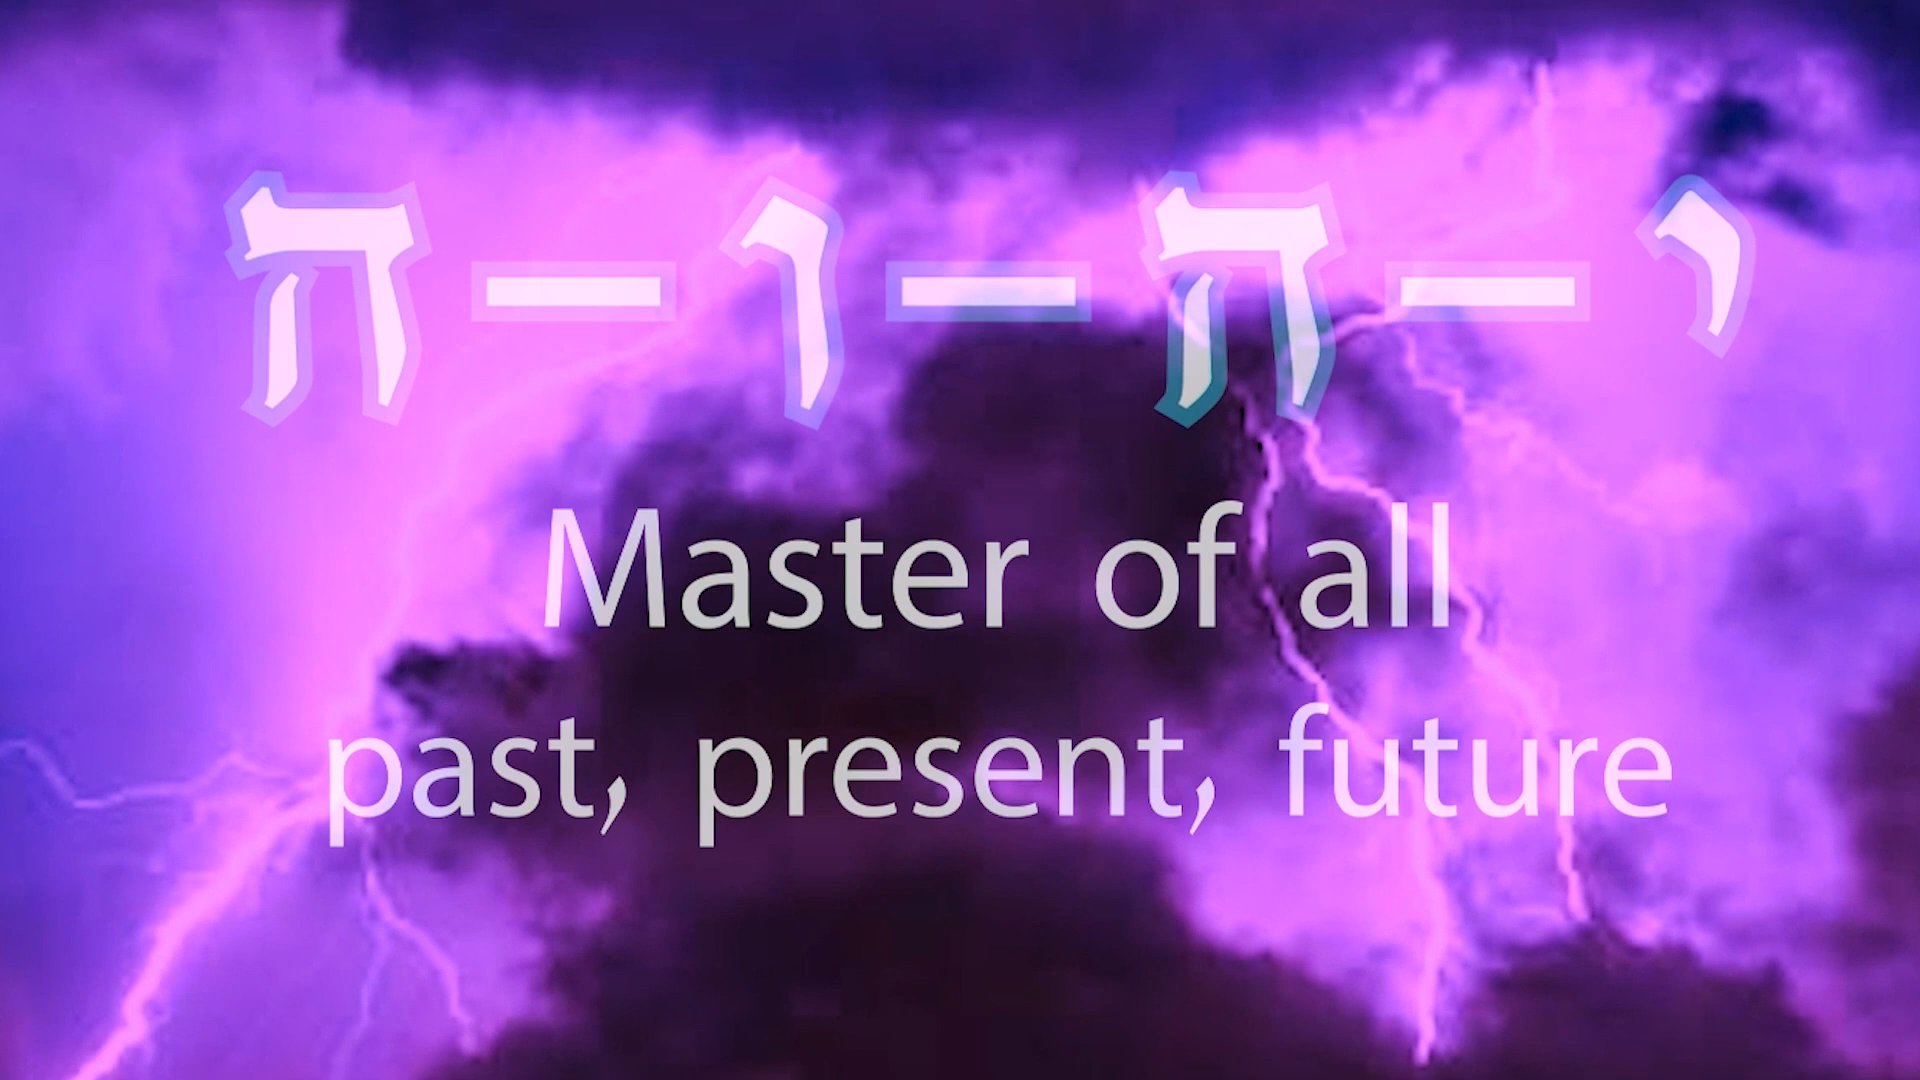 י–ה–ו–ה
Master of all
past, present, future